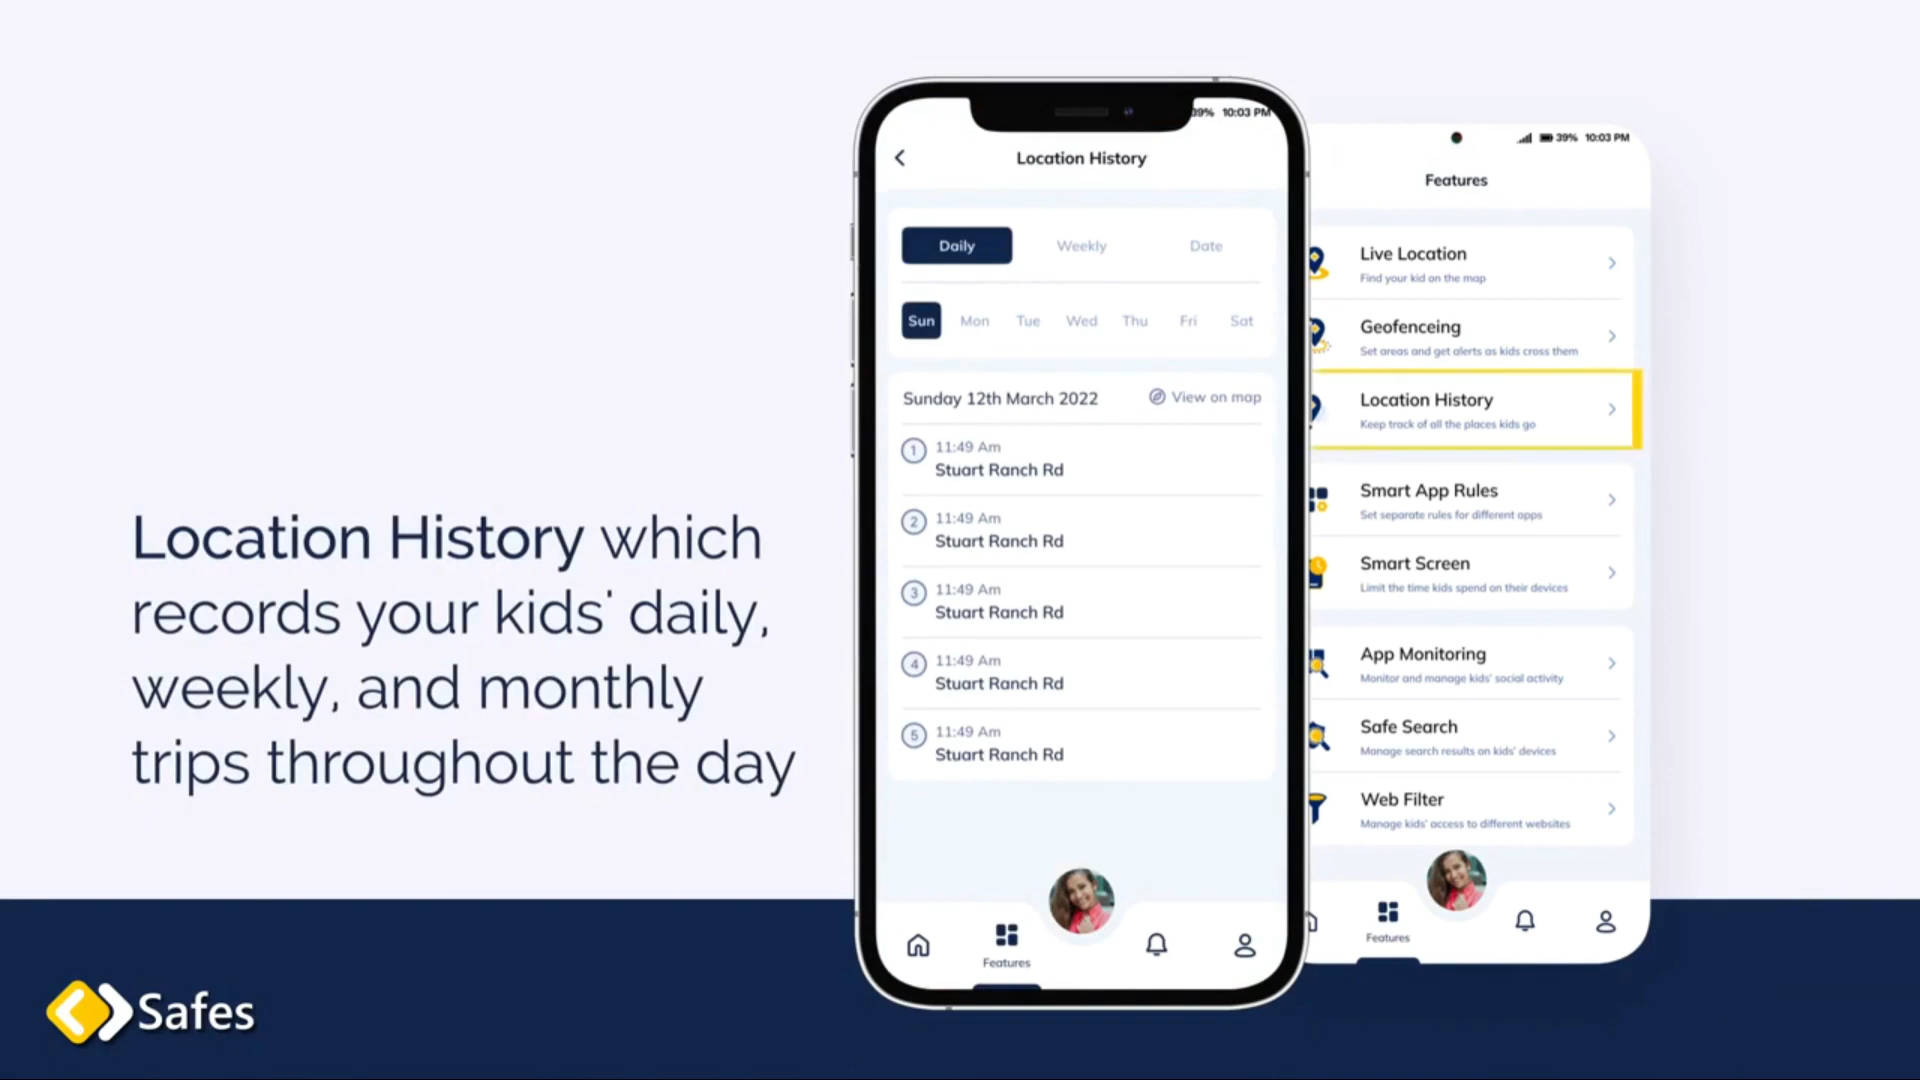 Location History which
records your kids' daily,
weekly, and monthly
trips throughout the day
Safes
39% 10:03 PM
Location History
Daily Weekly Date
Sun Mon Tue Wed Thu Fri Sat
Sunday 12th March 2022 View on map
1 11:49 Am
Stuart Ranch Rd
2 11:49 Am
Stuart Ranch Rd
3 11:49 Am
Stuart Ranch Rd
4 11:49 Am
Stuart Ranch Rd
5 11:49 Am
Stuart Ranch Rd
Features
39% 10:03 PM
Features
Live Location
Find your kid on the map
Geofenceing
Set areas and get alerts as kids cross them
Location History
Keep track of all the places kids go
Smart App Rules
Set separate rules for different apps
Smart Screen
Limit the time kids spend on their devices
App Monitoring
Monitor and manage kids' social activity
Safe Search
Manage search results on kids' devices
Web Filter
Manage kids' access to different websites
Features